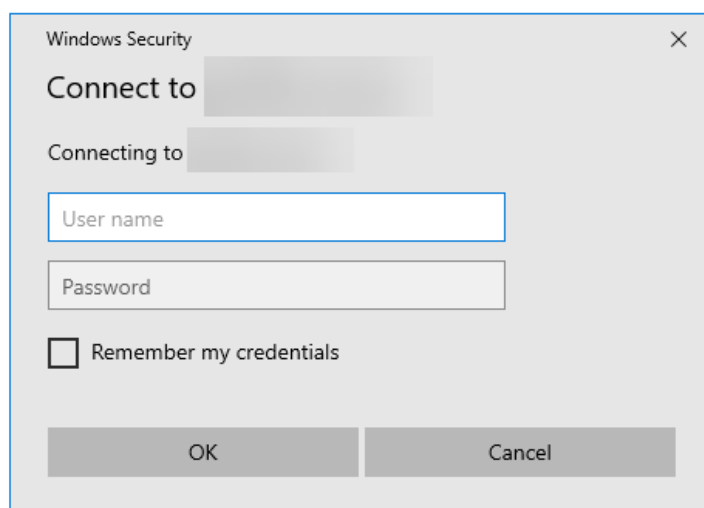 Windows Security
Connect to
Connecting to
User name
Password
Remember my credentials
OK
Cancel